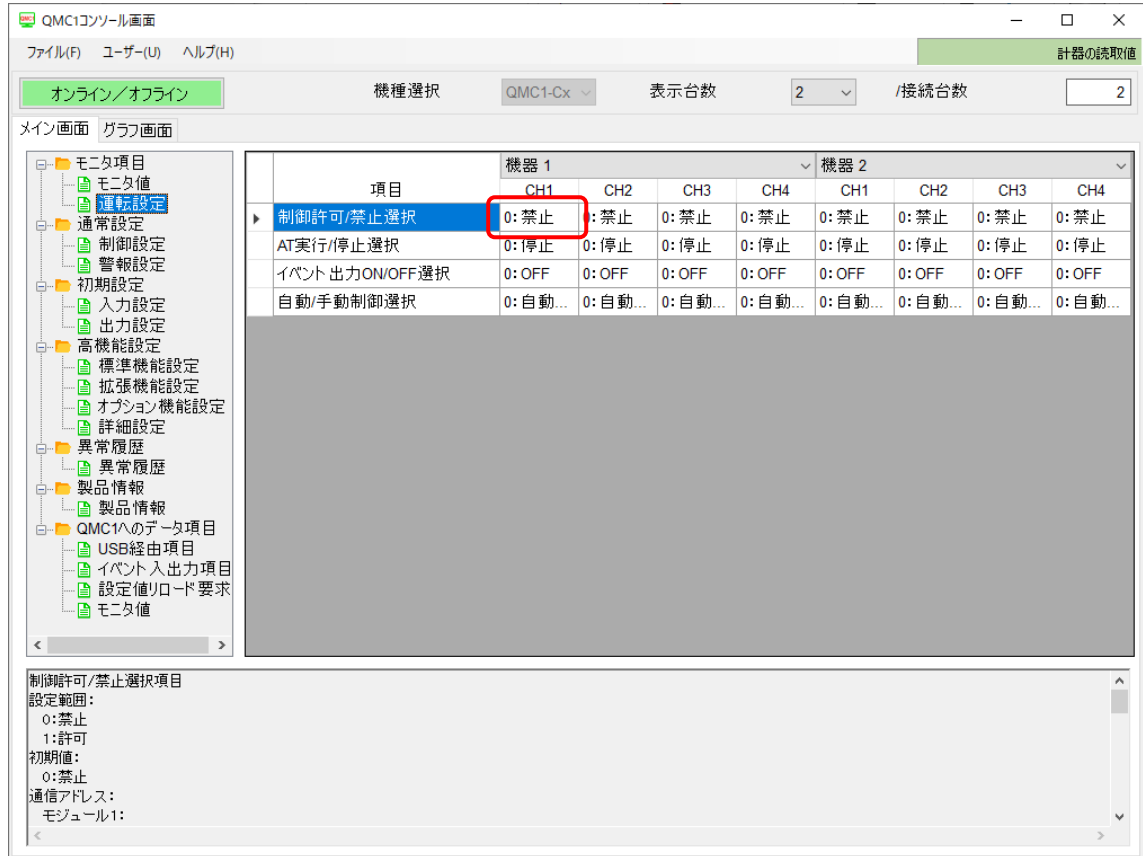 QMC1コンソール画面
ファイル(F) ユーザー(U) ヘルプ(H)
計器の読取値
オンライン／オフライン 機種選択 QMC1-Cx 表示台数 2 /接続台数 2
メイン画面 グラフ画面
モニタ項目
モニタ値
運転設定
通常設定
制御設定
警報設定
初期設定
入力設定
出力設定
高機能設定
標準機能設定
拡張機能設定
オプション機能設定
詳細設定
異常履歴
異常履歴
製品情報
製品情報
QMC1へのデータ項目
USB経由項目
イベント入出力項目
設定値リロード要求
モニタ値
機器 1 機器 2
項目 CH1 CH2 CH3 CH4 CH1 CH2 CH3 CH4
制御許可/禁止選択 0:禁止 0:禁止 0:禁止 0:禁止 0:禁止 0:禁止 0:禁止 0:禁止
AT実行/停止選択 0:停止 0:停止 0:停止 0:停止 0:停止 0:停止 0:停止 0:停止
イベント出力ON/OFF選択 0:OFF 0:OFF 0:OFF 0:OFF 0:OFF 0:OFF 0:OFF 0:OFF
自動/手動制御選択 0:自動... 0:自動... 0:自動... 0:自動... 0:自動... 0:自動... 0:自動... 0:自動...
制御許可/禁止選択項目
設定範囲:
0:禁止
1:許可
初期値:
0:禁止
通信アドレス:
モジュール1: